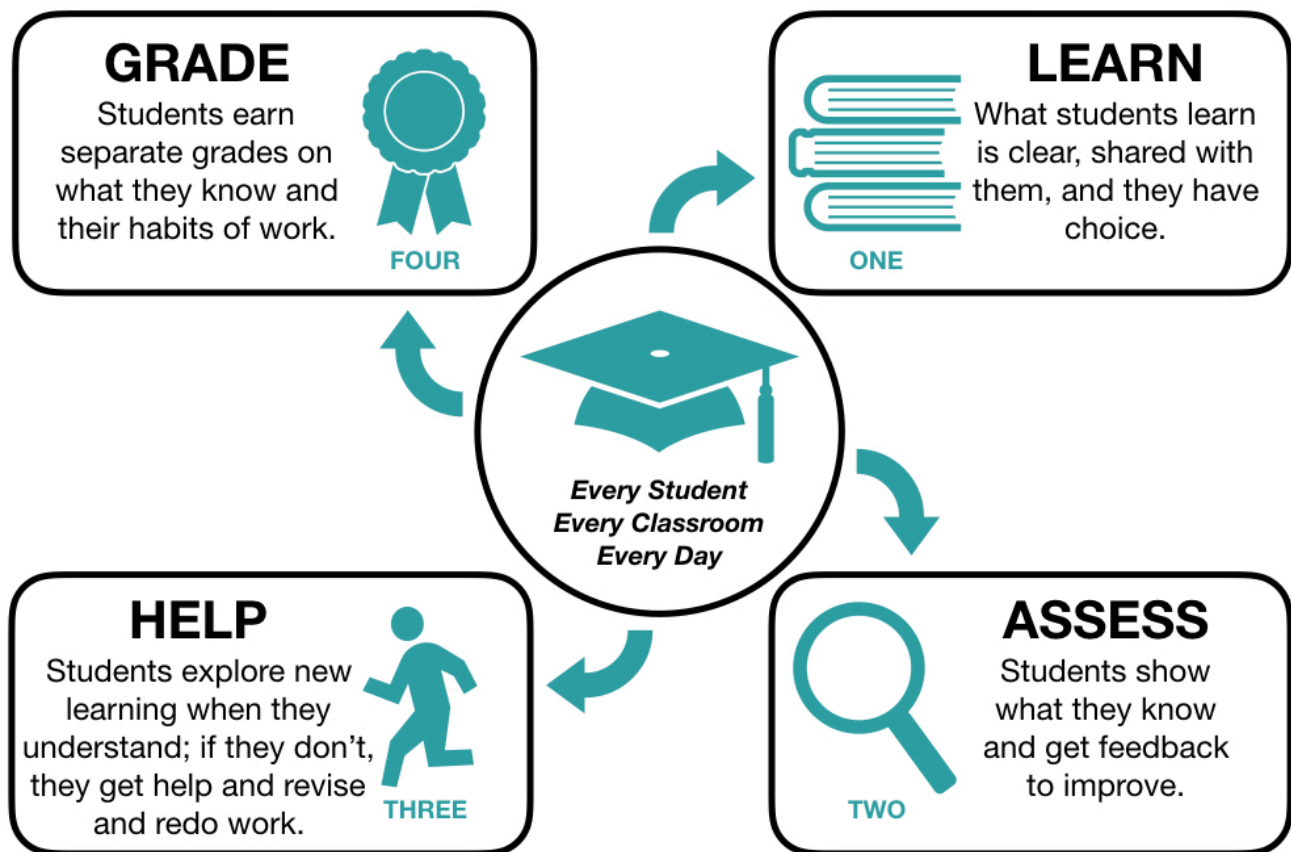 GRADE
Students earn
separate grades on
what they know and
their habits of work.
FOUR
LEARN
What students learn
is clear, shared with
them, and they have
choice.
ONE
Every Student
Every Classroom
Every Day
HELP
Students explore new
learning when they
understand; if they don’t,
they get help and revise
and redo work.
THREE
ASSESS
Students show
what they know
and get feedback
to improve.
TWO